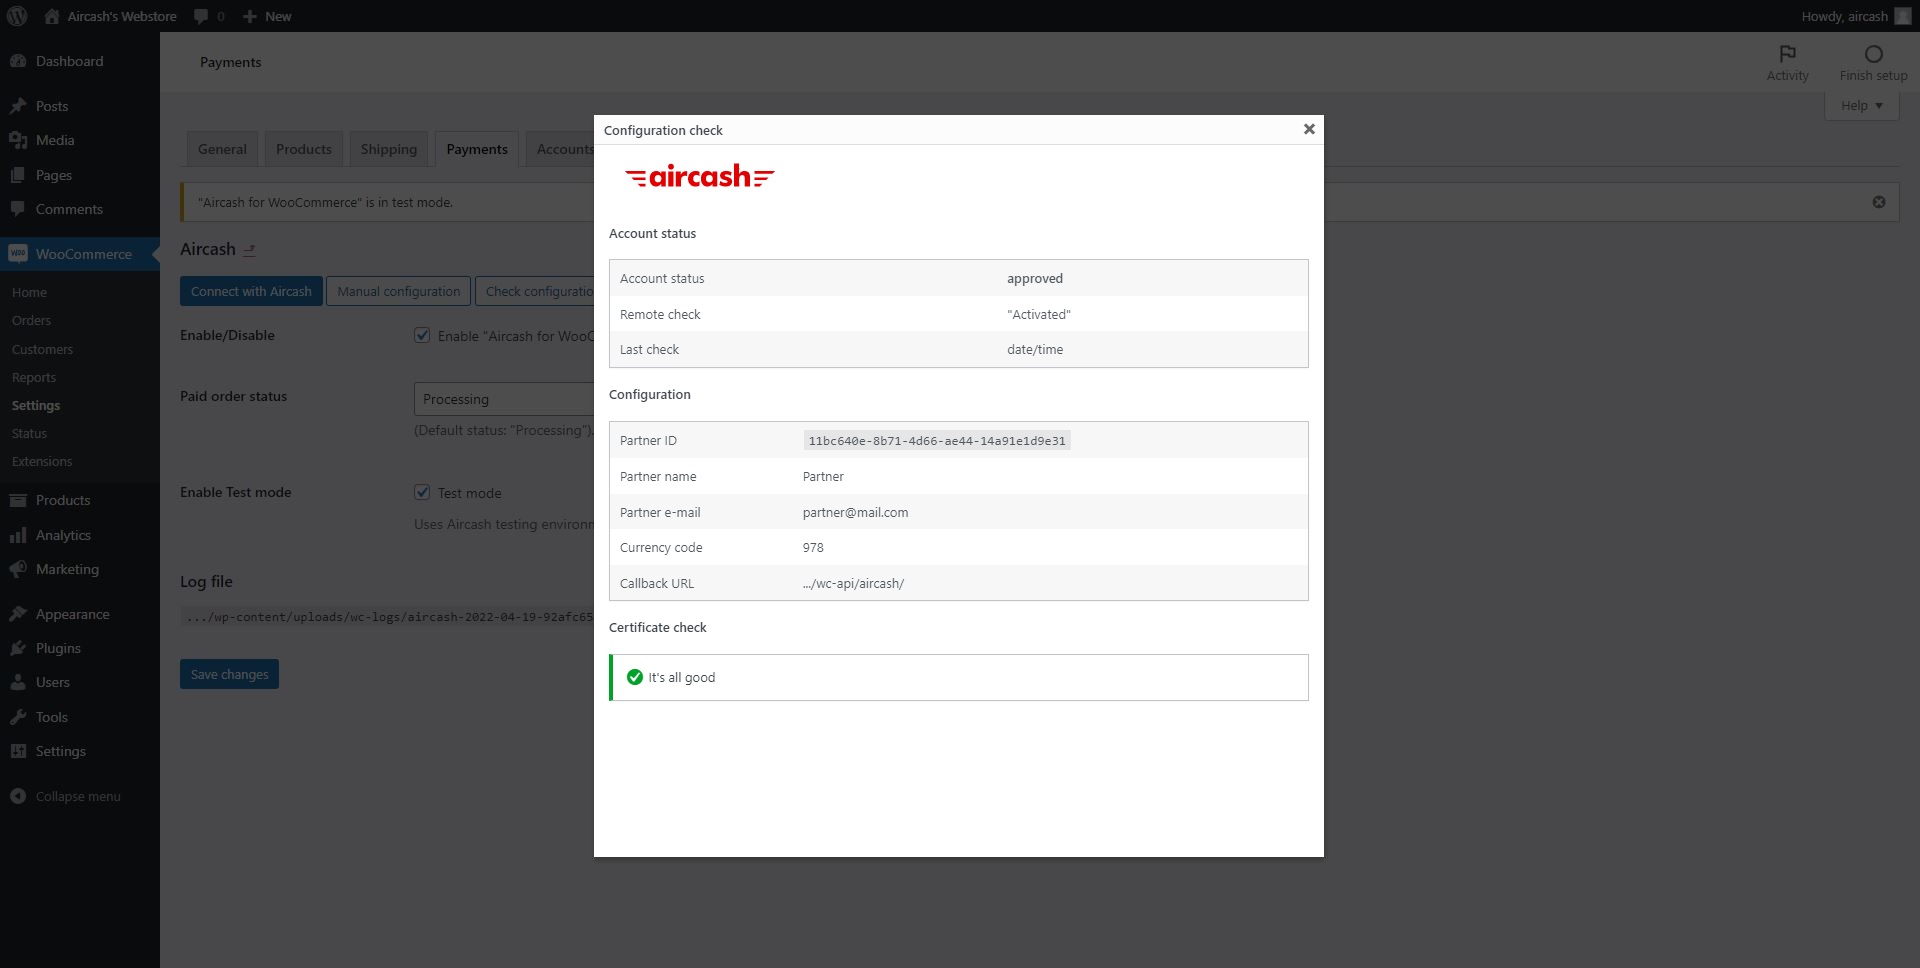 Aircash's Webstore 0 New Howdy, aircash
Dashboard
Posts
Media
Pages
Comments
WooCommerce
Home
Orders
Customers
Reports
Settings
Status
Extensions
Products
Analytics
Marketing
Appearance
Plugins
Users
Tools
Settings
Collapse menu
Payments
Activity Finish setup
Help
General Products Shipping Payments Accounts
"Aircash for WooCommerce" is in test mode.
Aircash
Connect with Aircash Manual configuration Check configuratio
Enable/Disable Enable "Aircash for WooC
Paid order status Processing
(Default status: "Processing").
Enable Test mode Test mode
Uses Aircash testing environ
Log file
.../wp-content/uploads/wc-logs/aircash-2022-04-19-92afc65
Save changes
Configuration check
aircash
Account status
Account status approved
Remote check "Activated"
Last check date/time
Configuration
Partner ID 11bc640e-8b71-4d66-ae44-14a91e1d9e31
Partner name Partner
Partner e-mail partner@mail.com
Currency code 978
Callback URL .../wc-api/aircash/
Certificate check
It's all good